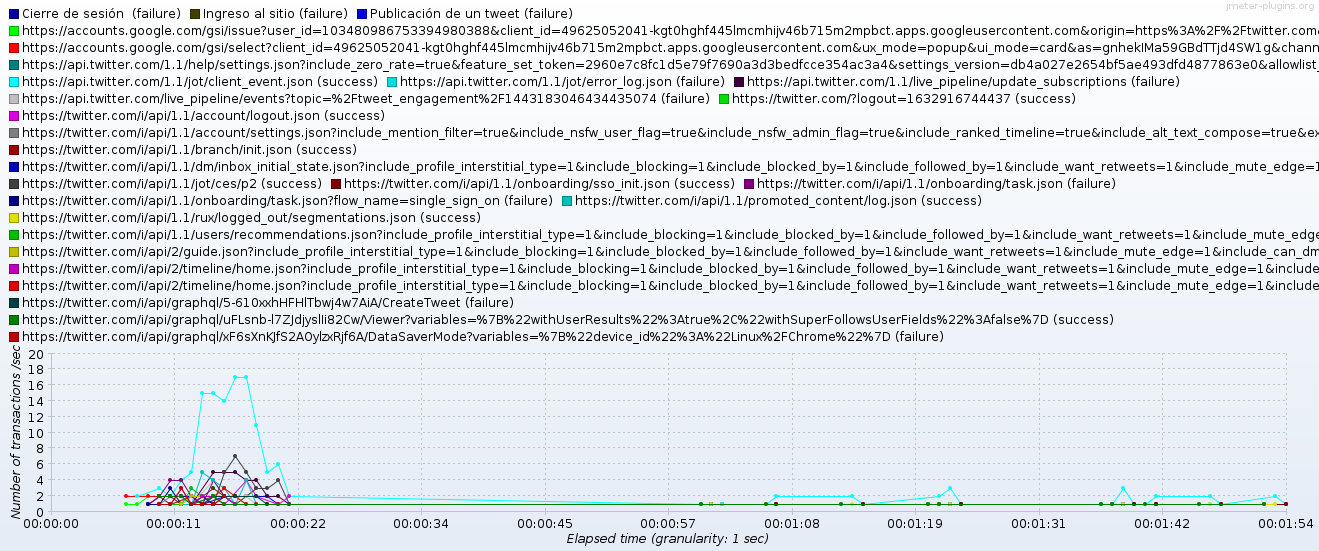 jmeter-plugins.org
Cierre de sesión (failure) Ingreso al sitio (failure) Publicación de un tweet (failure)
https://accounts.google.com/gsi/issue?user_id=103480986753394980388&client_id=49625052041-kgt0hghf445lmcmhijv46b715m2mpbct.apps.googleusercontent.com&origin=https%3A%2F%2Ftwitter.com
https://accounts.google.com/gsi/select?client_id=49625052041-kgt0hghf445lmcmhijv46b715m2mpbct.apps.googleusercontent.com&ux_mode=popup&ui_mode=card&as=gnhekIMa59GBdTTjd4SW1g&chann
https://api.twitter.com/1.1/help/settings.json?include_zero_rate=true&feature_set_token=2960e7c8fc1d5e79f7690a3d3bedfcce354ac3a4&settings_version=db4a027e2654bf5ae493dfd4877863e0&allowlist_
https://api.twitter.com/1.1/jot/client_event.json (success) https://api.twitter.com/1.1/jot/error_log.json (failure) https://api.twitter.com/1.1/live_pipeline/update_subscriptions (failure)
https://api.twitter.com/live_pipeline/events?topic=%2Ftweet_engagement%2F1443183046434435074 (failure) https://twitter.com/?logout=1632916744437 (success)
https://twitter.com/i/api/1.1/account/logout.json (success)
https://twitter.com/i/api/1.1/account/settings.json?include_mention_filter=true&include_nsfw_user_flag=true&include_nsfw_admin_flag=true&include_ranked_timeline=true&include_alt_text_compose=true&ex
https://twitter.com/i/api/1.1/branch/init.json (success)
https://twitter.com/i/api/1.1/dm/inbox_initial_state.json?include_profile_interstitial_type=1&include_blocking=1&include_blocked_by=1&include_followed_by=1&include_want_retweets=1&include_mute_edge=1
https://twitter.com/i/api/1.1/jot/ces/p2 (success) https://twitter.com/i/api/1.1/onboarding/sso_init.json (success) https://twitter.com/i/api/1.1/onboarding/task.json (failure)
https://twitter.com/i/api/1.1/onboarding/task.json?flow_name=single_sign_on (failure) https://twitter.com/i/api/1.1/promoted_content/log.json (success)
https://twitter.com/i/api/1.1/rux/logged_out/segmentations.json (success)
https://twitter.com/i/api/1.1/users/recommendations.json?include_profile_interstitial_type=1&include_blocking=1&include_blocked_by=1&include_followed_by=1&include_want_retweets=1&include_mute_edge
https://twitter.com/i/api/2/guide.json?include_profile_interstitial_type=1&include_blocking=1&include_blocked_by=1&include_followed_by=1&include_want_retweets=1&include_mute_edge=1&include_can_dm
https://twitter.com/i/api/2/timeline/home.json?include_profile_interstitial_type=1&include_blocking=1&include_blocked_by=1&include_followed_by=1&include_want_retweets=1&include_mute_edge=1&include
https://twitter.com/i/api/2/timeline/home.json?include_profile_interstitial_type=1&include_blocking=1&include_blocked_by=1&include_followed_by=1&include_want_retweets=1&include_mute_edge=1&include
https://twitter.com/i/api/graphql/5-610xxhHFHlTbwj4w7AiA/CreateTweet (failure)
https://twitter.com/i/api/graphql/uFLsnb-l7ZJdjyslIi82Cw/Viewer?variables=%7B%22withUserResults%22%3Atrue%2C%22withSuperFollowsUserFields%22%3Afalse%7D (success)
https://twitter.com/i/api/graphql/xF6sXnKJfS2AOylzxRjf6A/DataSaverMode?variables=%7B%22device_id%22%3A%22Linux%2FChrome%22%7D (failure)
Number of transactions /sec
20
18
16
14
12
10
8
6
4
2
0
00:00:00 00:00:11 00:00:22 00:00:34 00:00:45 00:00:57 00:01:08 00:01:19 00:01:31 00:01:42 00:01:54
Elapsed time (granularity: 1 sec)